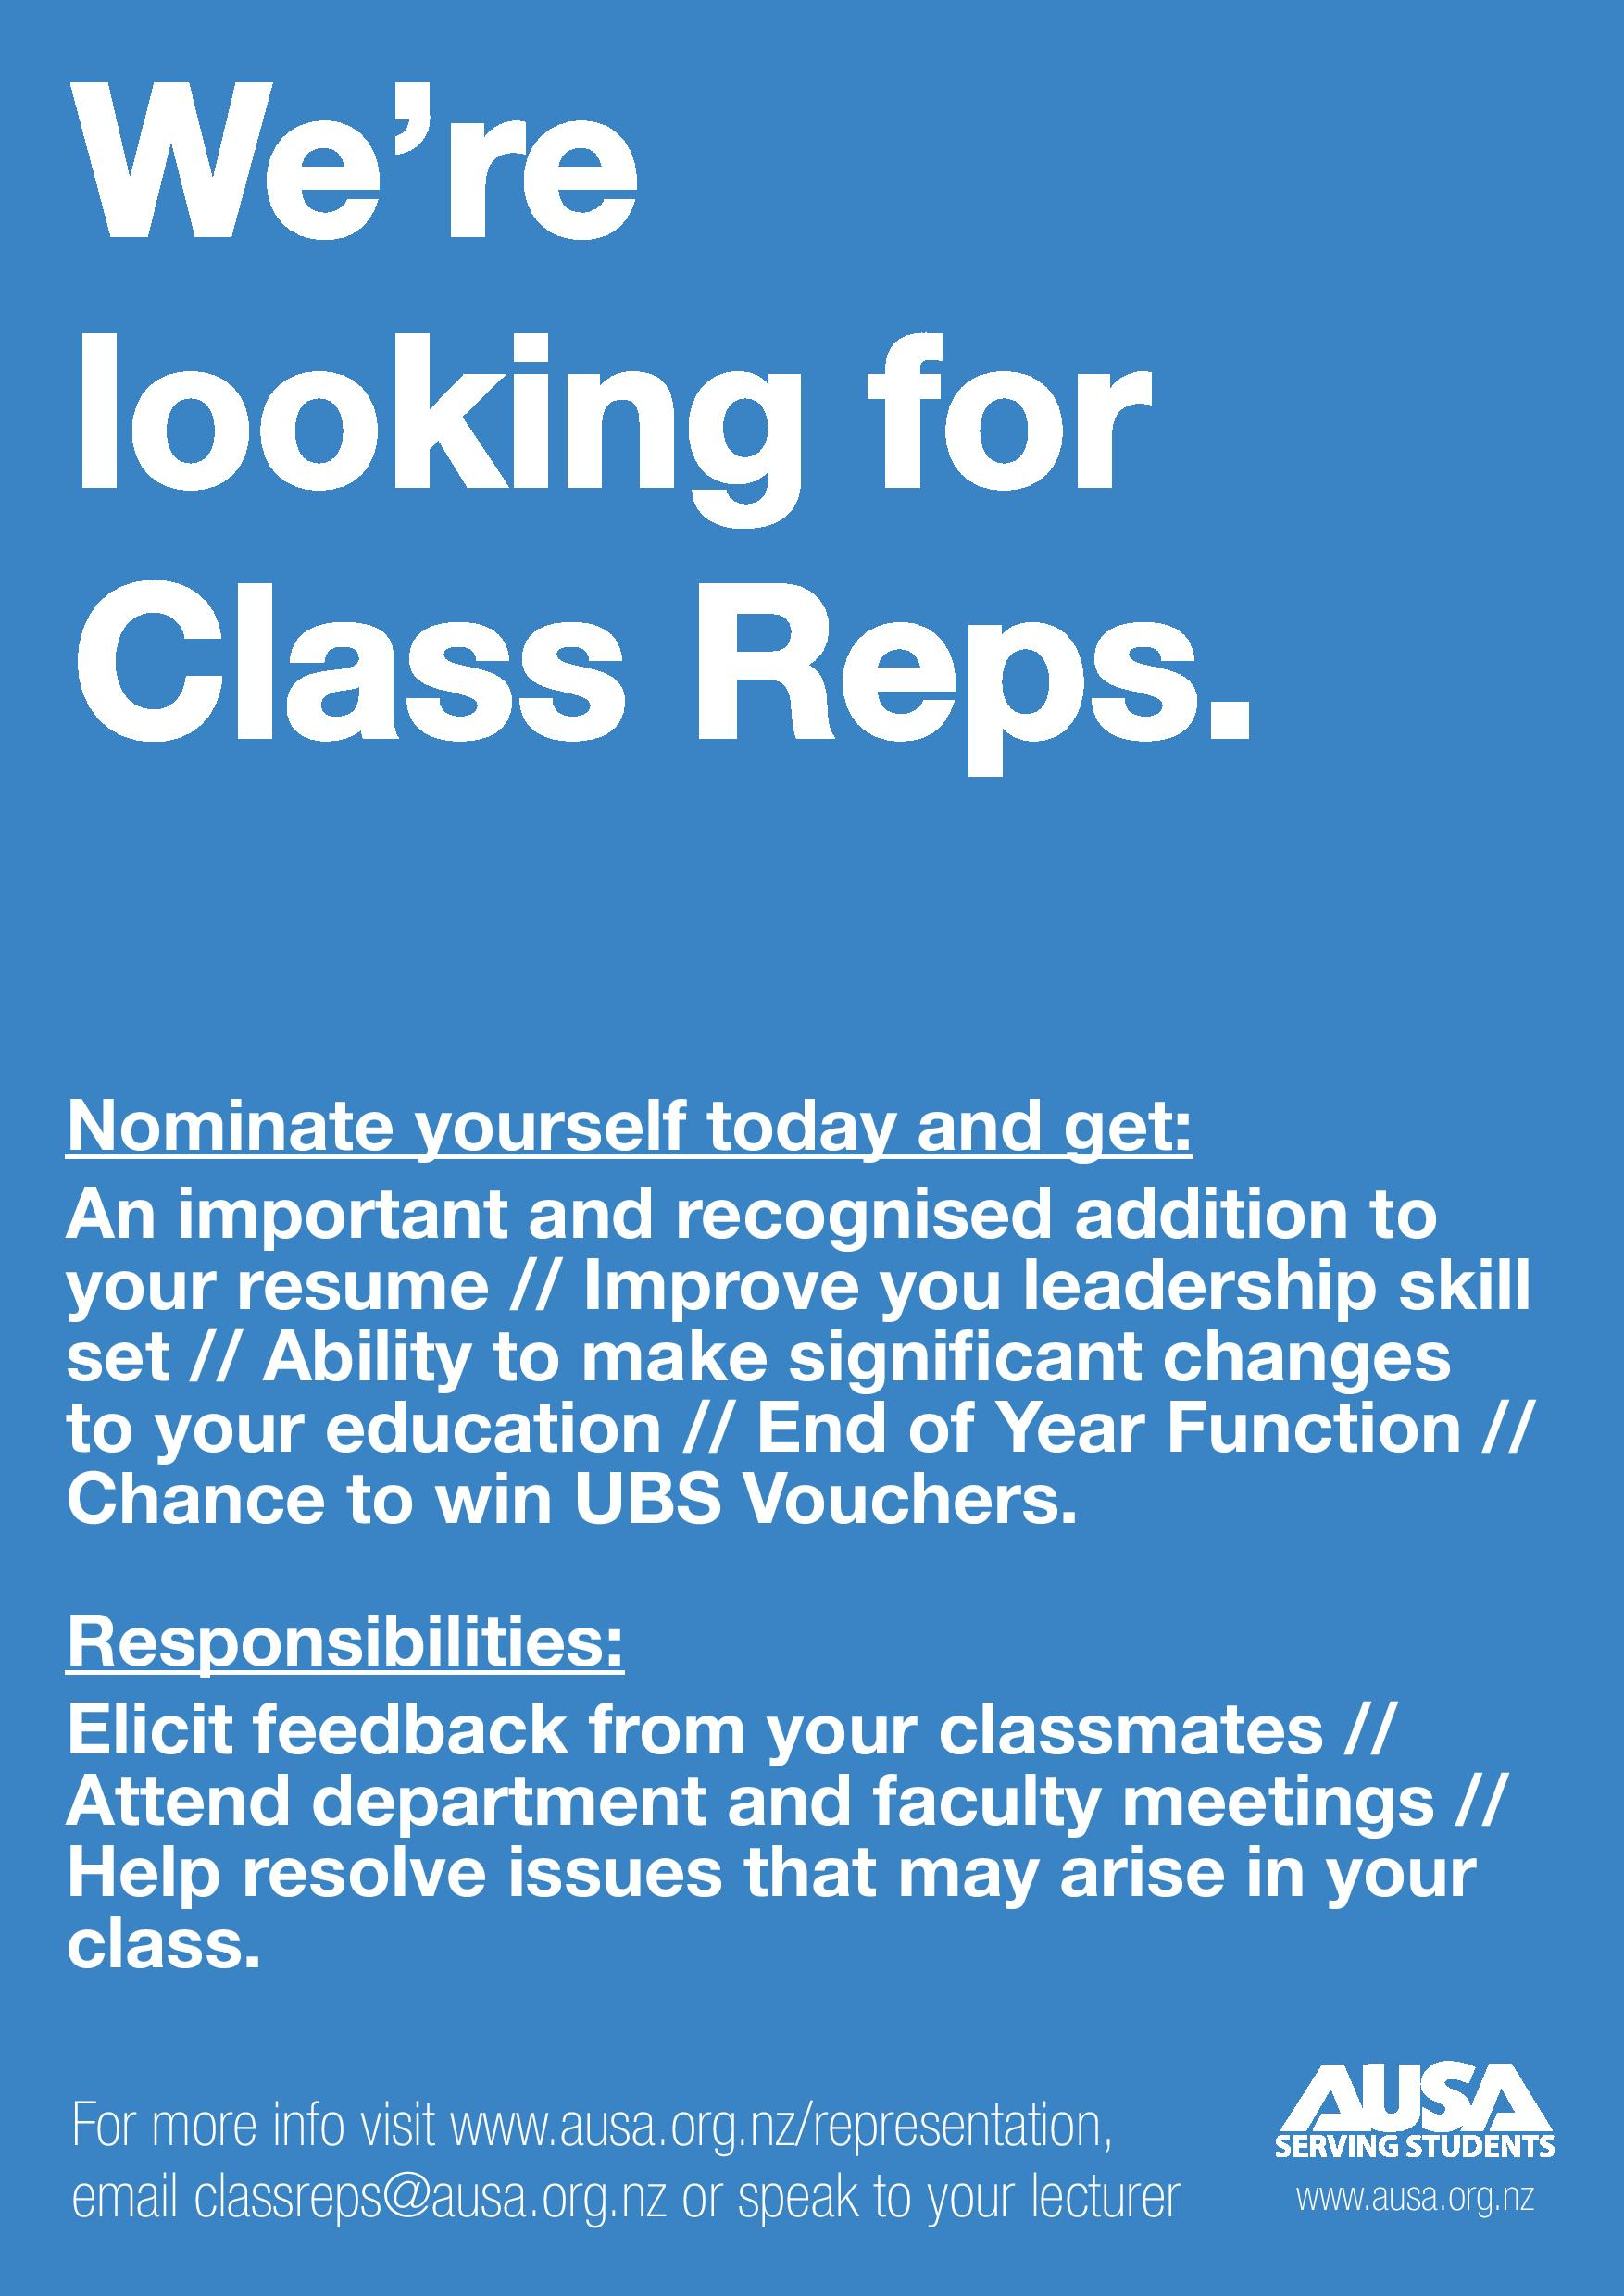 We’re
looking for
Class Reps.
Nominate yourself today and get:
An important and recognised addition to
your resume // Improve you leadership skill
set // Ability to make significant changes
to your education // End of Year Function //
Chance to win UBS Vouchers.
Responsibilities:
Elicit feedback from your classmates //
Attend department and faculty meetings //
Help resolve issues that may arise in your
class.
For more info visit www.ausa.org.nz/representation,
email classreps@ausa.org.nz or speak to your lecturer
AUSA
SERVING STUDENTS
www.ausa.org.nz